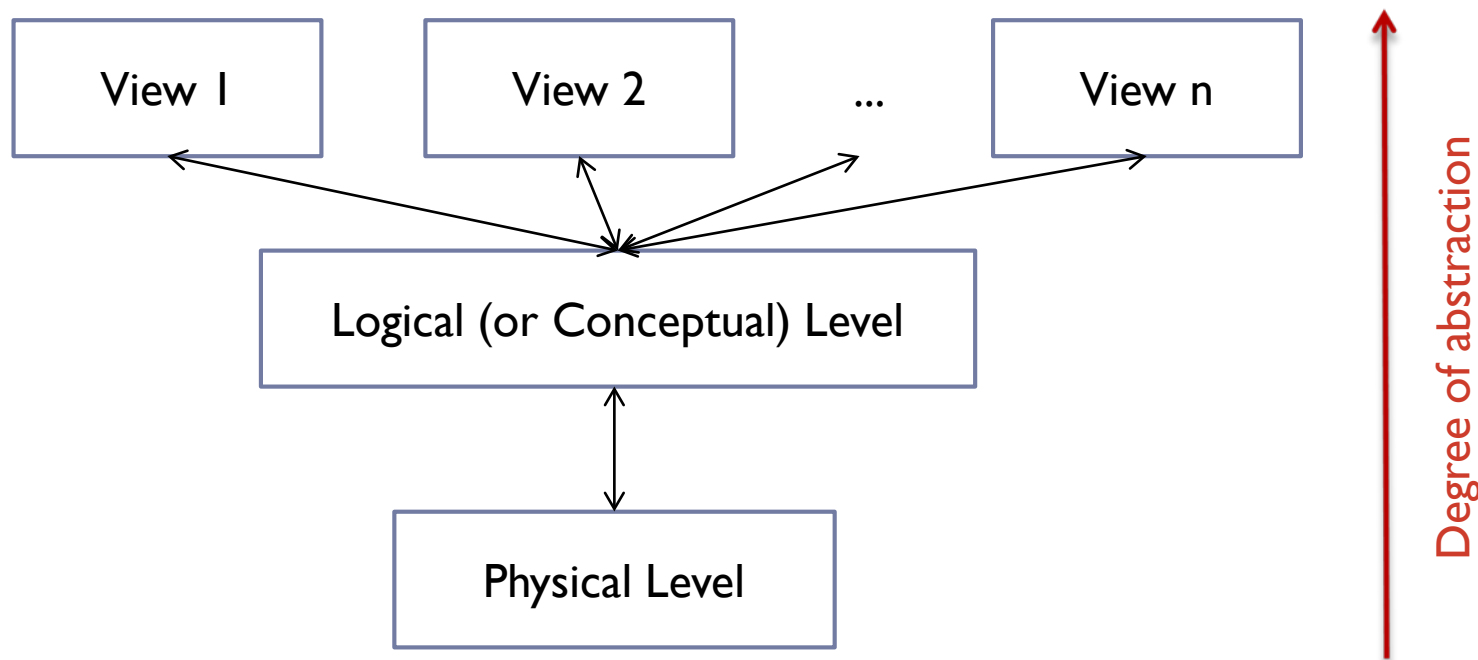 View 1
View 2
...
View n
Logical (or Conceptual) Level
Physical Level
Degree of abstraction